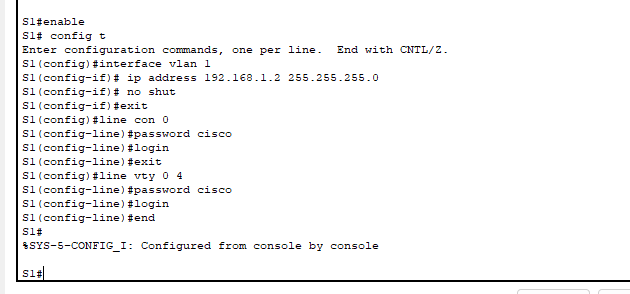 S1#enable
S1# config t
Enter configuration commands, one per line.  End with CNTL/Z.
S1(config)#interface vlan 1
S1(config-if)# ip address 192.168.1.2 255.255.255.0
S1(config-if)# no shut
S1(config-if)#exit
S1(config)#line con 0
S1(config-line)#password cisco
S1(config-line)#login
S1(config-line)#exit
S1(config)#line vty 0 4
S1(config-line)#password cisco
S1(config-line)#login
S1(config-line)#end
S1#
%SYS-5-CONFIG_I: Configured from console by console
S1#